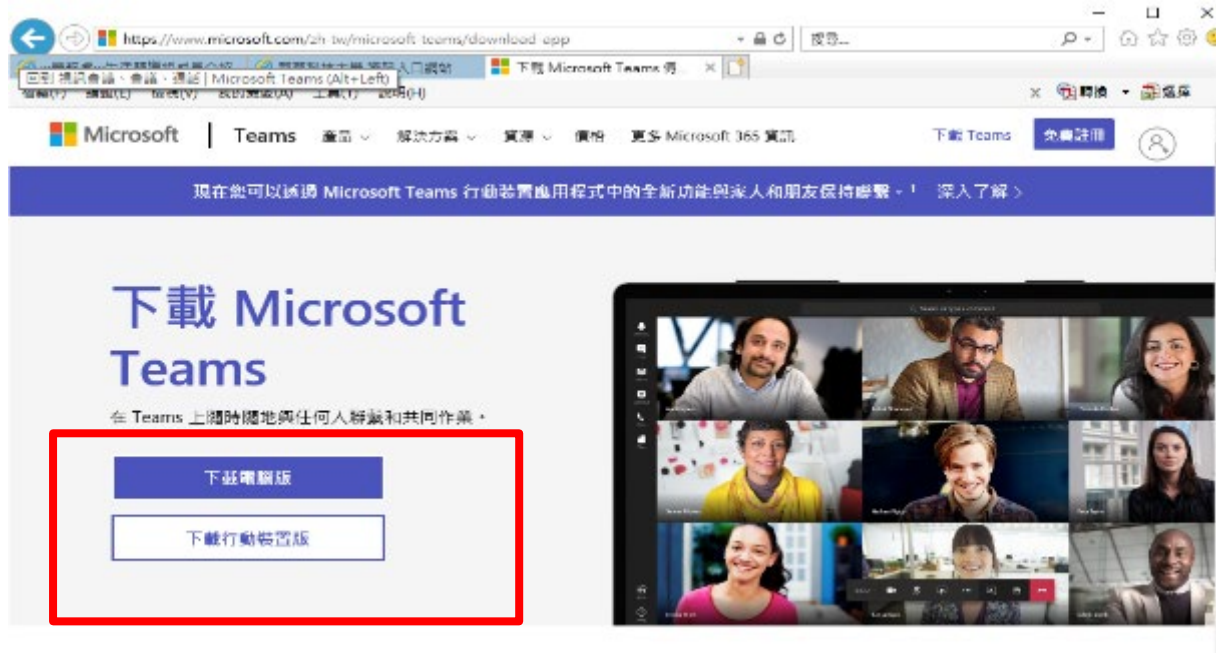 https://www.microsoft.com/zh-tw/microsoft-teams/download-app
搜尋...
下載 Microsoft Teams 傳
回到 視訊會議、會議、通話 | Microsoft Teams (Alt+Left)
工具(T) 說明(H)
轉換 選擇
Microsoft | Teams 產品 解決方案 資源 價格 更多 Microsoft 365 資訊 下載 Teams 免費註冊
現在您可以透過 Microsoft Teams 行動裝置應用程式中的全新功能與家人和朋友保持聯繫。¹ 深入了解 >
下載 Microsoft
Teams
在 Teams 上隨時隨地與任何人聯繫和共同作業。
下載電腦版
下載行動裝置版